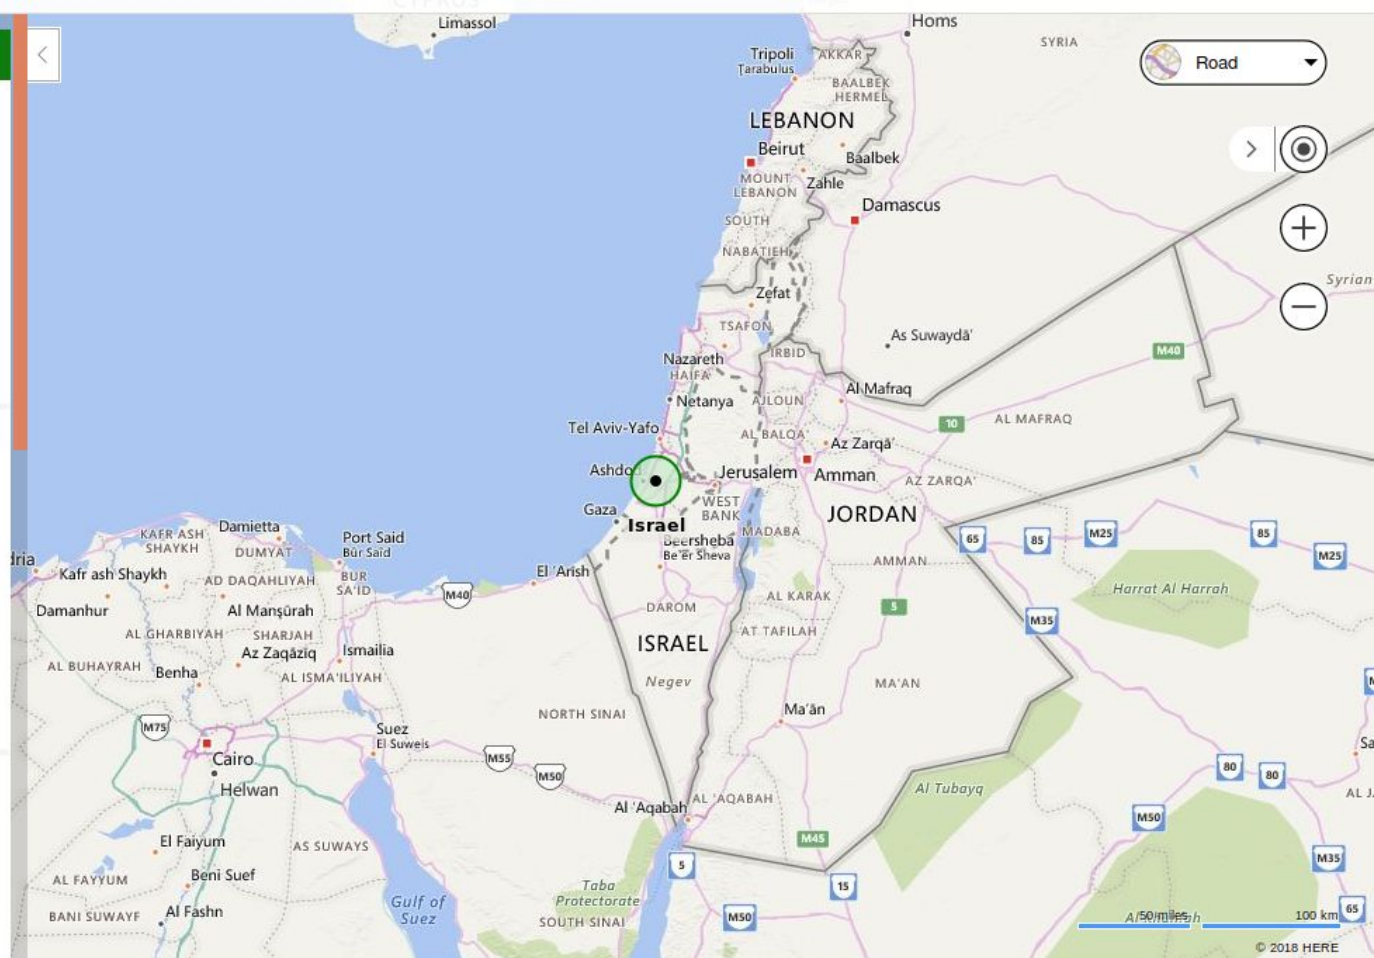 CYPRUS
Limassol
Homs
SYRIA
Tripoli
Ṭarabulus
AKKAR
Road
BAALBEK
HERMEL
LEBANON
Beirut
Baalbek
MOUNT
LEBANON
Zahle
Damascus
SOUTH
NABATIEH
Syrian
Zefat
TSAFON
As Suwaydā'
IRBID
M40
Nazareth
HAIFA
Al Mafraq
Netanya
AJLOUN
Tel Aviv-Yafo
10
AL MAFRAQ
AL BALQA'
Az Zarqā'
Ashdod
Jerusalem
Amman
AZ ZARQA'
Gaza
WEST
BANK
JORDAN
Israel
MADABA
65
85
M25
85
M25
Beersheba
Be'er Sheva
KAFR ASH
SHAYKH
Damietta
DUMYAT
Port Said
Būr Saïd
dria
Kafr ash Shaykh
AD DAQAHLIYAH
BUR
SA'ID
El 'Arish
M40
AMMAN
Harrat Al Harrah
Damanhur
Al Manşūrah
DAROM
AL KARAK
5
M35
AL GHARBIYAH
SHARJAH
ISRAEL
AT TAFILAH
AL BUHAYRAH
Az Zaqāzīq
Ismailia
Benha
AL ISMA'ILIYAH
Negev
MA'AN
M75
NORTH SINAI
Ma'ān
Suez
El Suweis
Cairo
M55
M50
80
80
Helwan
Al 'Aqabah
AL 'AQABAH
Al Tubayq
M50
El Faiyum
AS SUWAYS
M45
M35
AL FAYYUM
Beni Suef
5
15
Taba
Protectorate
Gulf of
Suez
BANI SUWAYF
Al Fashn
SOUTH SINAI
M50
65
50 miles
100 km
© 2018 HERE